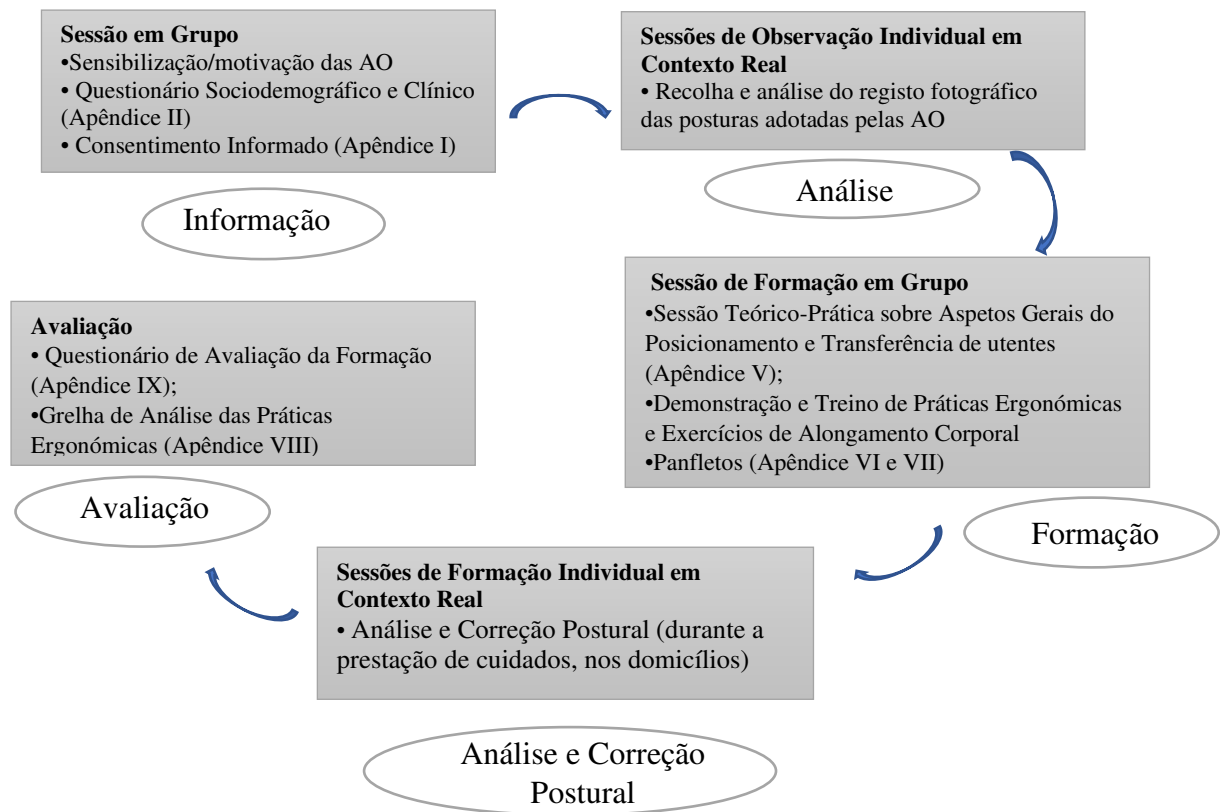 Sessão em Grupo
•Sensibilização/motivação das AO
• Questionário Sociodemográfico e Clínico
(Apêndice II)
• Consentimento Informado (Apêndice I)
Informação
Sessões de Observação Individual em
Contexto Real
• Recolha e análise do registo fotográfico
das posturas adotadas pelas AO
Análise
Sessão de Formação em Grupo
•Sessão Teórico-Prática sobre Aspetos Gerais do
Posicionamento e Transferência de utentes
(Apêndice V);
•Demonstração e Treino de Práticas Ergonómicas
e Exercícios de Alongamento Corporal
•Panfletos (Apêndice VI e VII)
Formação
Sessões de Formação Individual em
Contexto Real
• Análise e Correção Postural (durante a
prestação de cuidados, nos domicílios)
Análise e Correção
Postural
Avaliação
• Questionário de Avaliação da Formação
(Apêndice IX);
•Grelha de Análise das Práticas
Ergonómicas (Apêndice VIII)
Avaliação